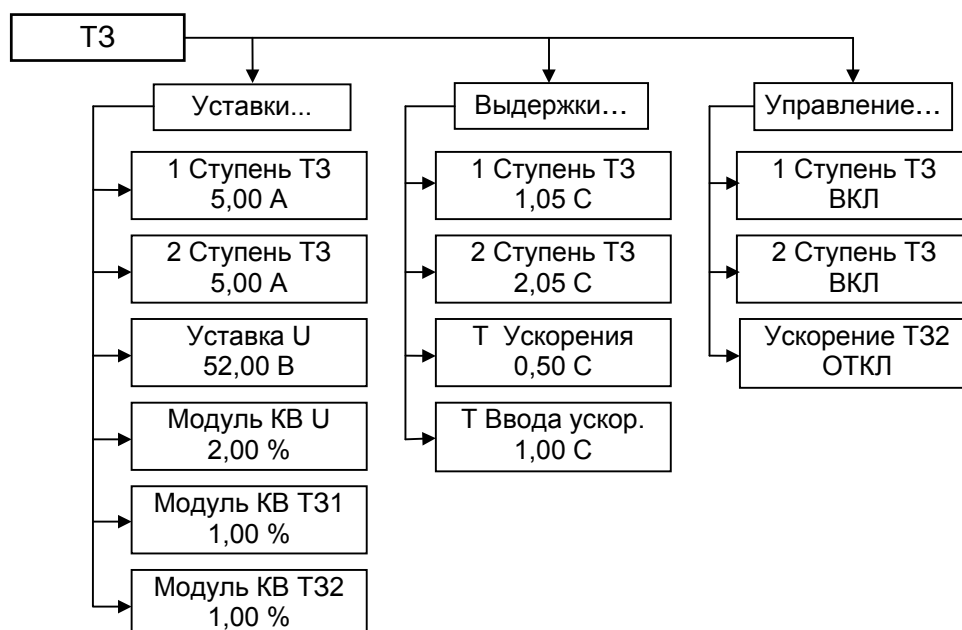 ТЗ
Уставки...
1 Ступень ТЗ
5,00 А
2 Ступень ТЗ
5,00 А
Уставка U
52,00 В
Модуль КВ U
2,00 %
Модуль КВ ТЗ1
1,00 %
Модуль КВ ТЗ2
1,00 %
Выдержки...
1 Ступень ТЗ
1,05 С
2 Ступень ТЗ
2,05 С
Т Ускорения
0,50 С
Т Ввода ускор.
1,00 С
Управление...
1 Ступень ТЗ
ВКЛ
2 Ступень ТЗ
ВКЛ
Ускорение ТЗ2
ОТКЛ